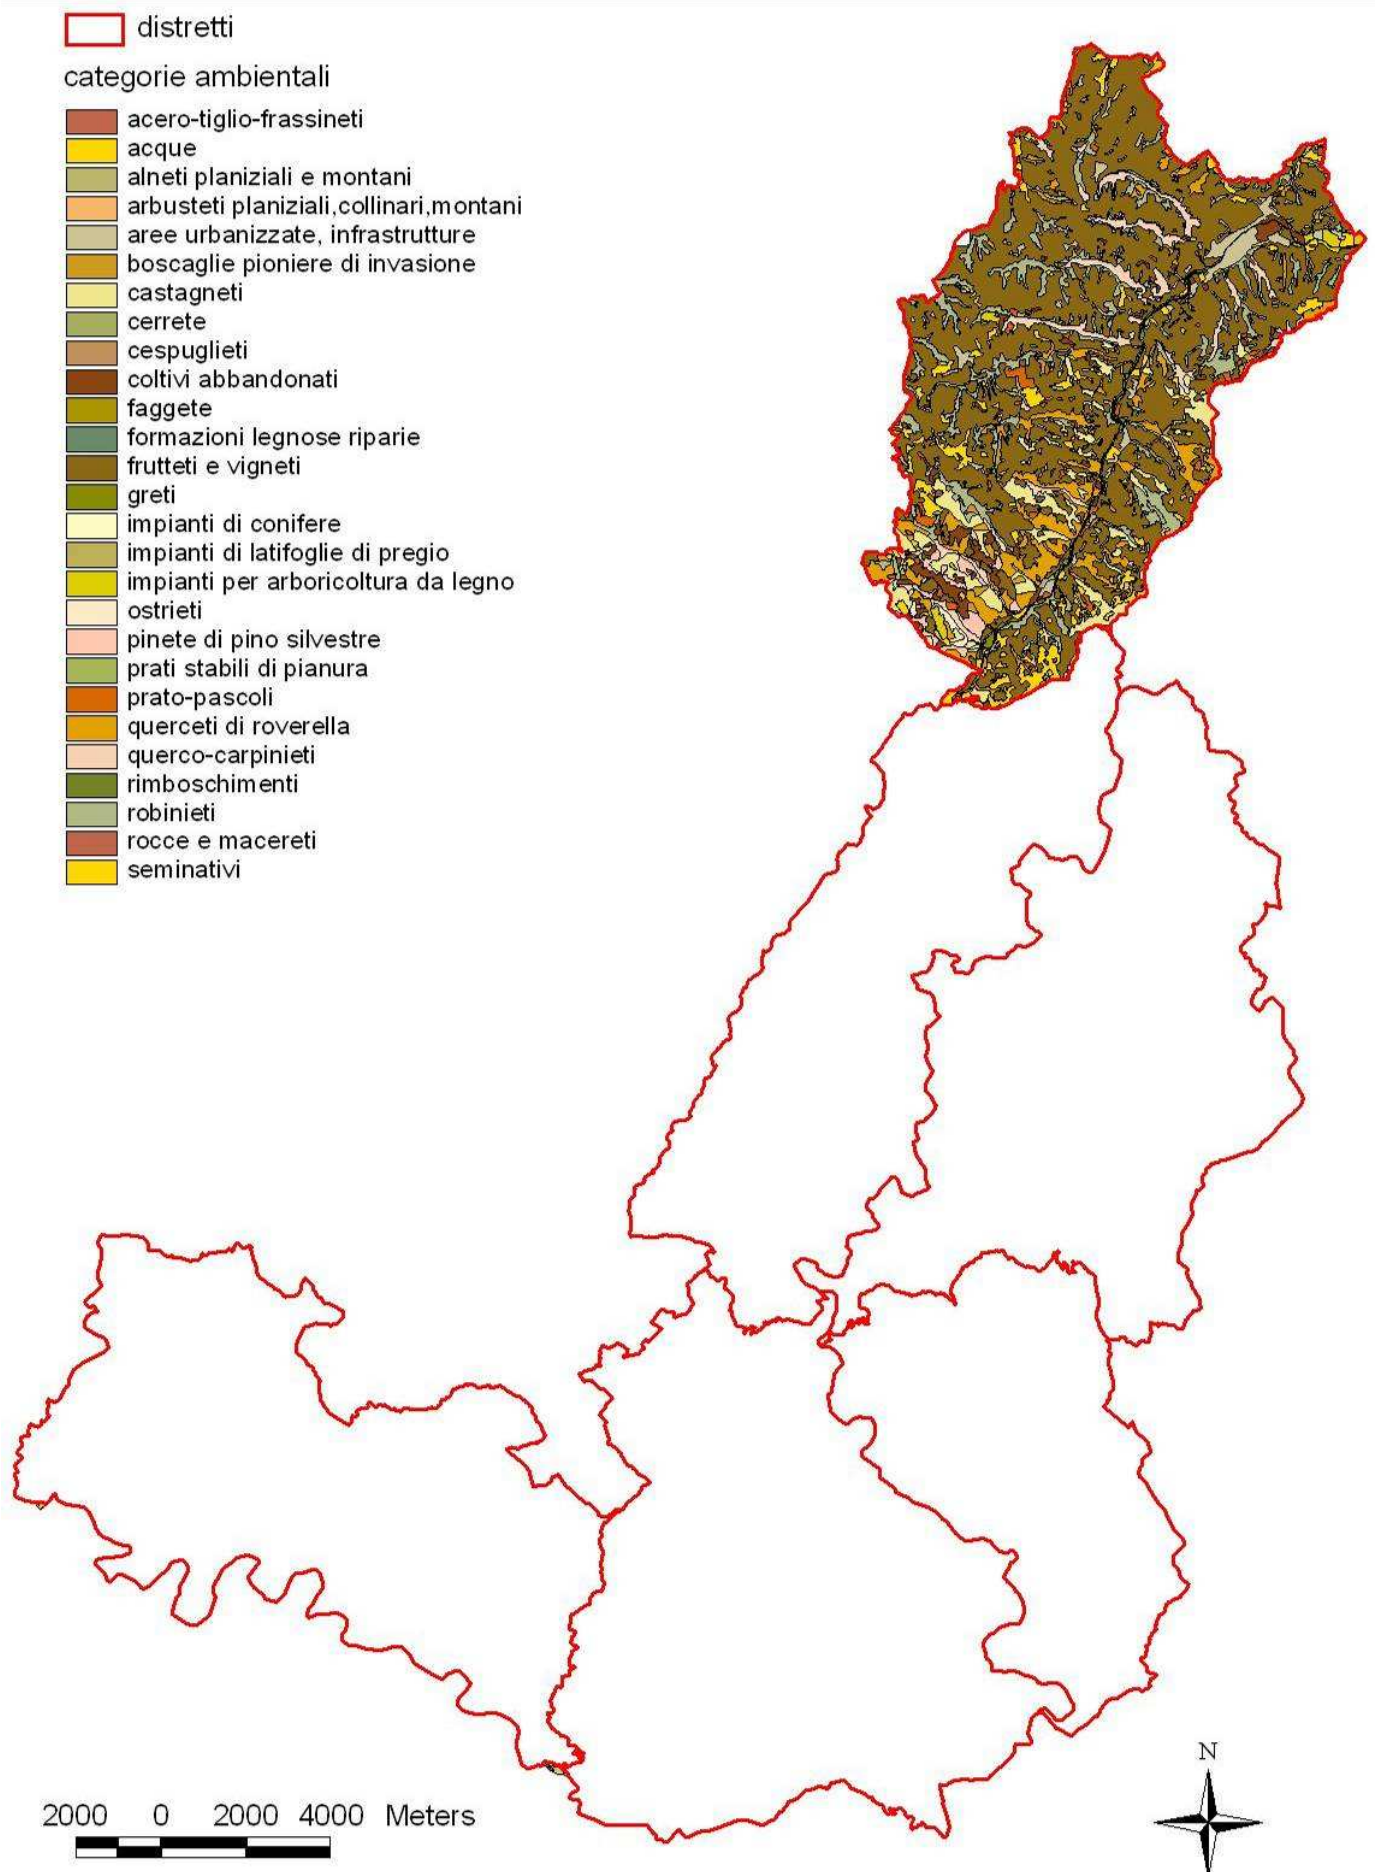 distretti
categorie ambientali
acero-tiglio-frassineti
acque
alneti planiziali e montani
arbusteti planiziali,collinari,montani
aree urbanizzate, infrastrutture
boscaglie pioniere di invasione
castagneti
cerrete
cespuglieti
coltivi abbandonati
faggete
formazioni legnose riparie
frutteti e vigneti
greti
impianti di conifere
impianti di latifoglie di pregio
impianti per arboricoltura da legno
ostrieti
pinete di pino silvestre
prati stabili di pianura
prato-pascoli
querceti di roverella
querco-carpinieti
rimboschimenti
robinieti
rocce e macereti
seminativi
N
2000 0 2000 4000 Meters